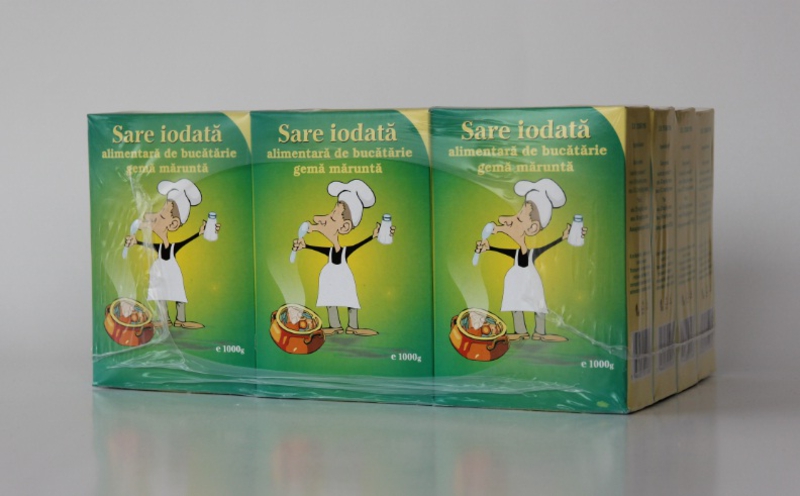 Sare iodată
alimentară de bucătărie
gemă măruntă
e 1000g
Sare iodată
alimentară de bucătărie
gemă măruntă
e 1000g
Sare iodată
alimentară de bucătărie
gemă măruntă
e 1000g